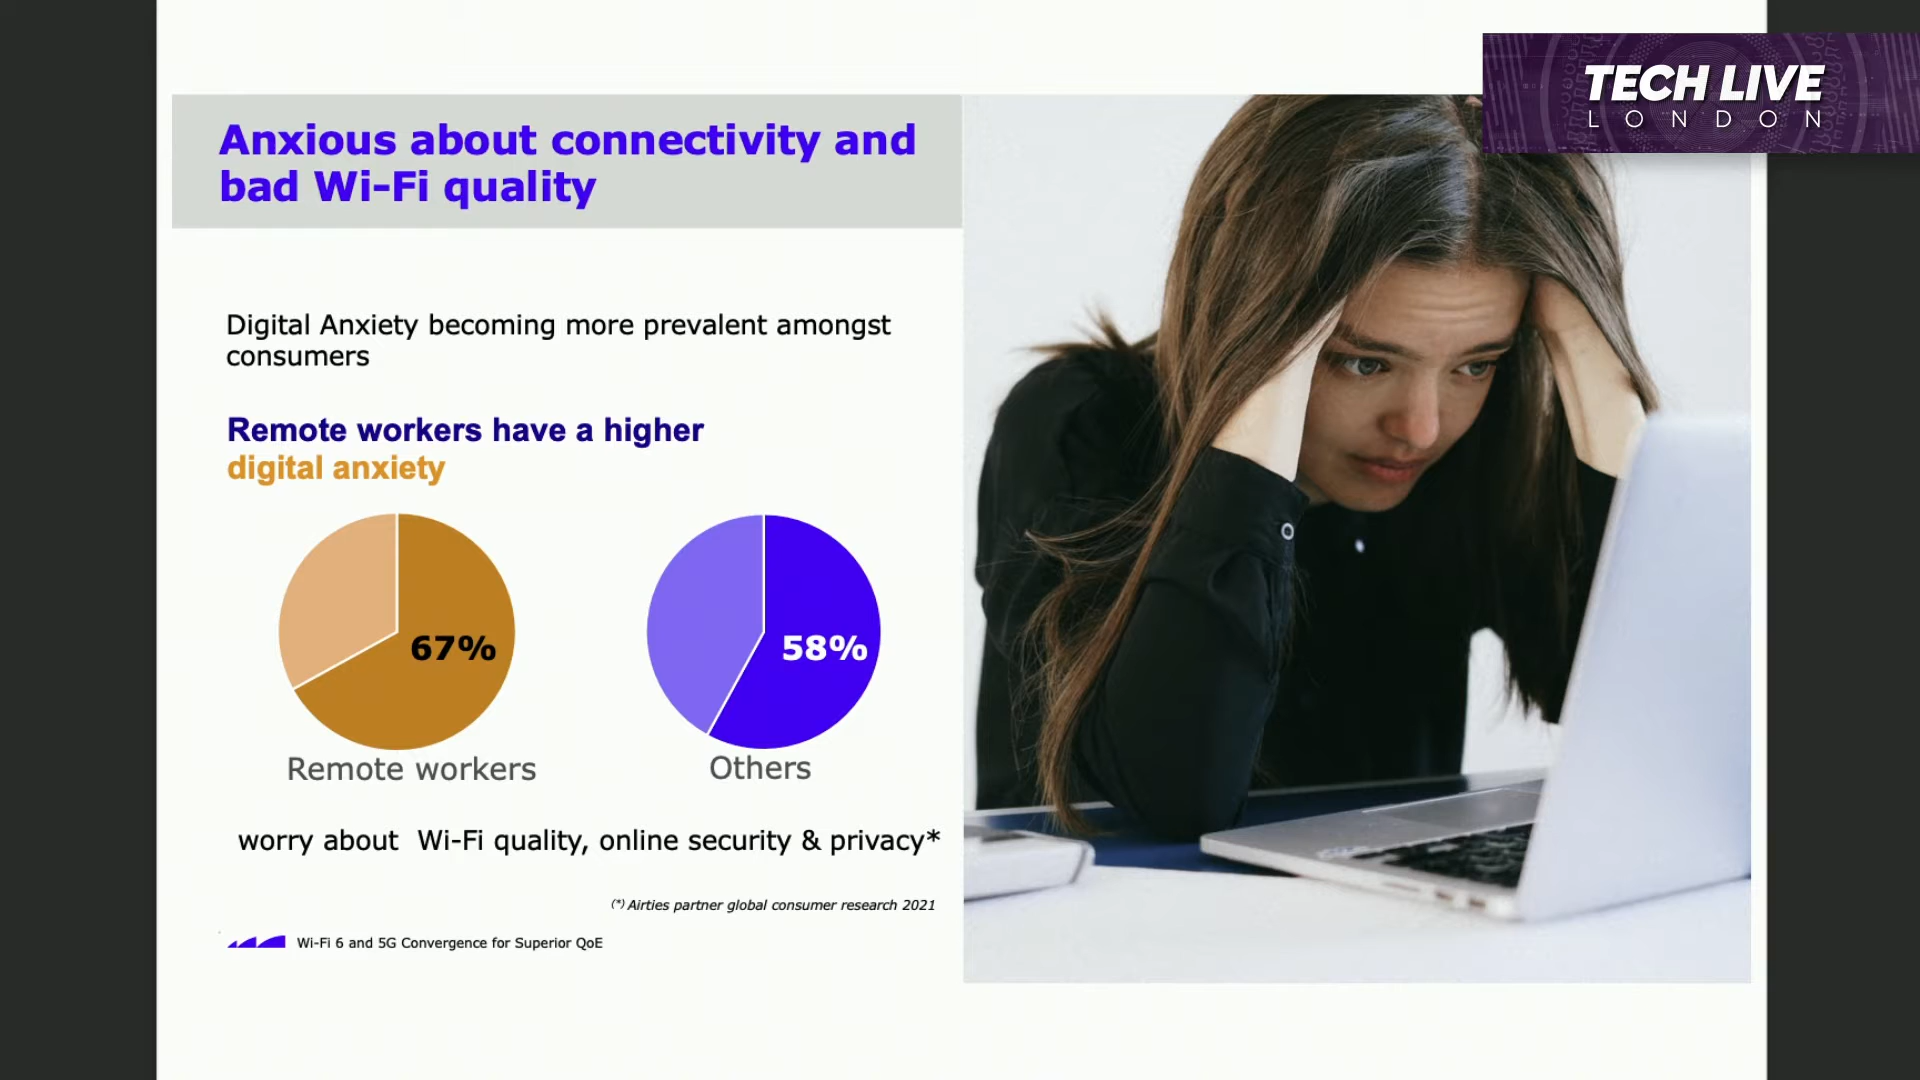 TECH LIVE
LONDON
Anxious about connectivity and
bad Wi-Fi quality
Digital Anxiety becoming more prevalent amongst
consumers
Remote workers have a higher
digital anxiety
67%
58%
Remote workers
Others
worry about  Wi-Fi quality, online security & privacy*
(*) Airties partner global consumer research 2021
Wi-Fi 6 and 5G Convergence for Superior QoE